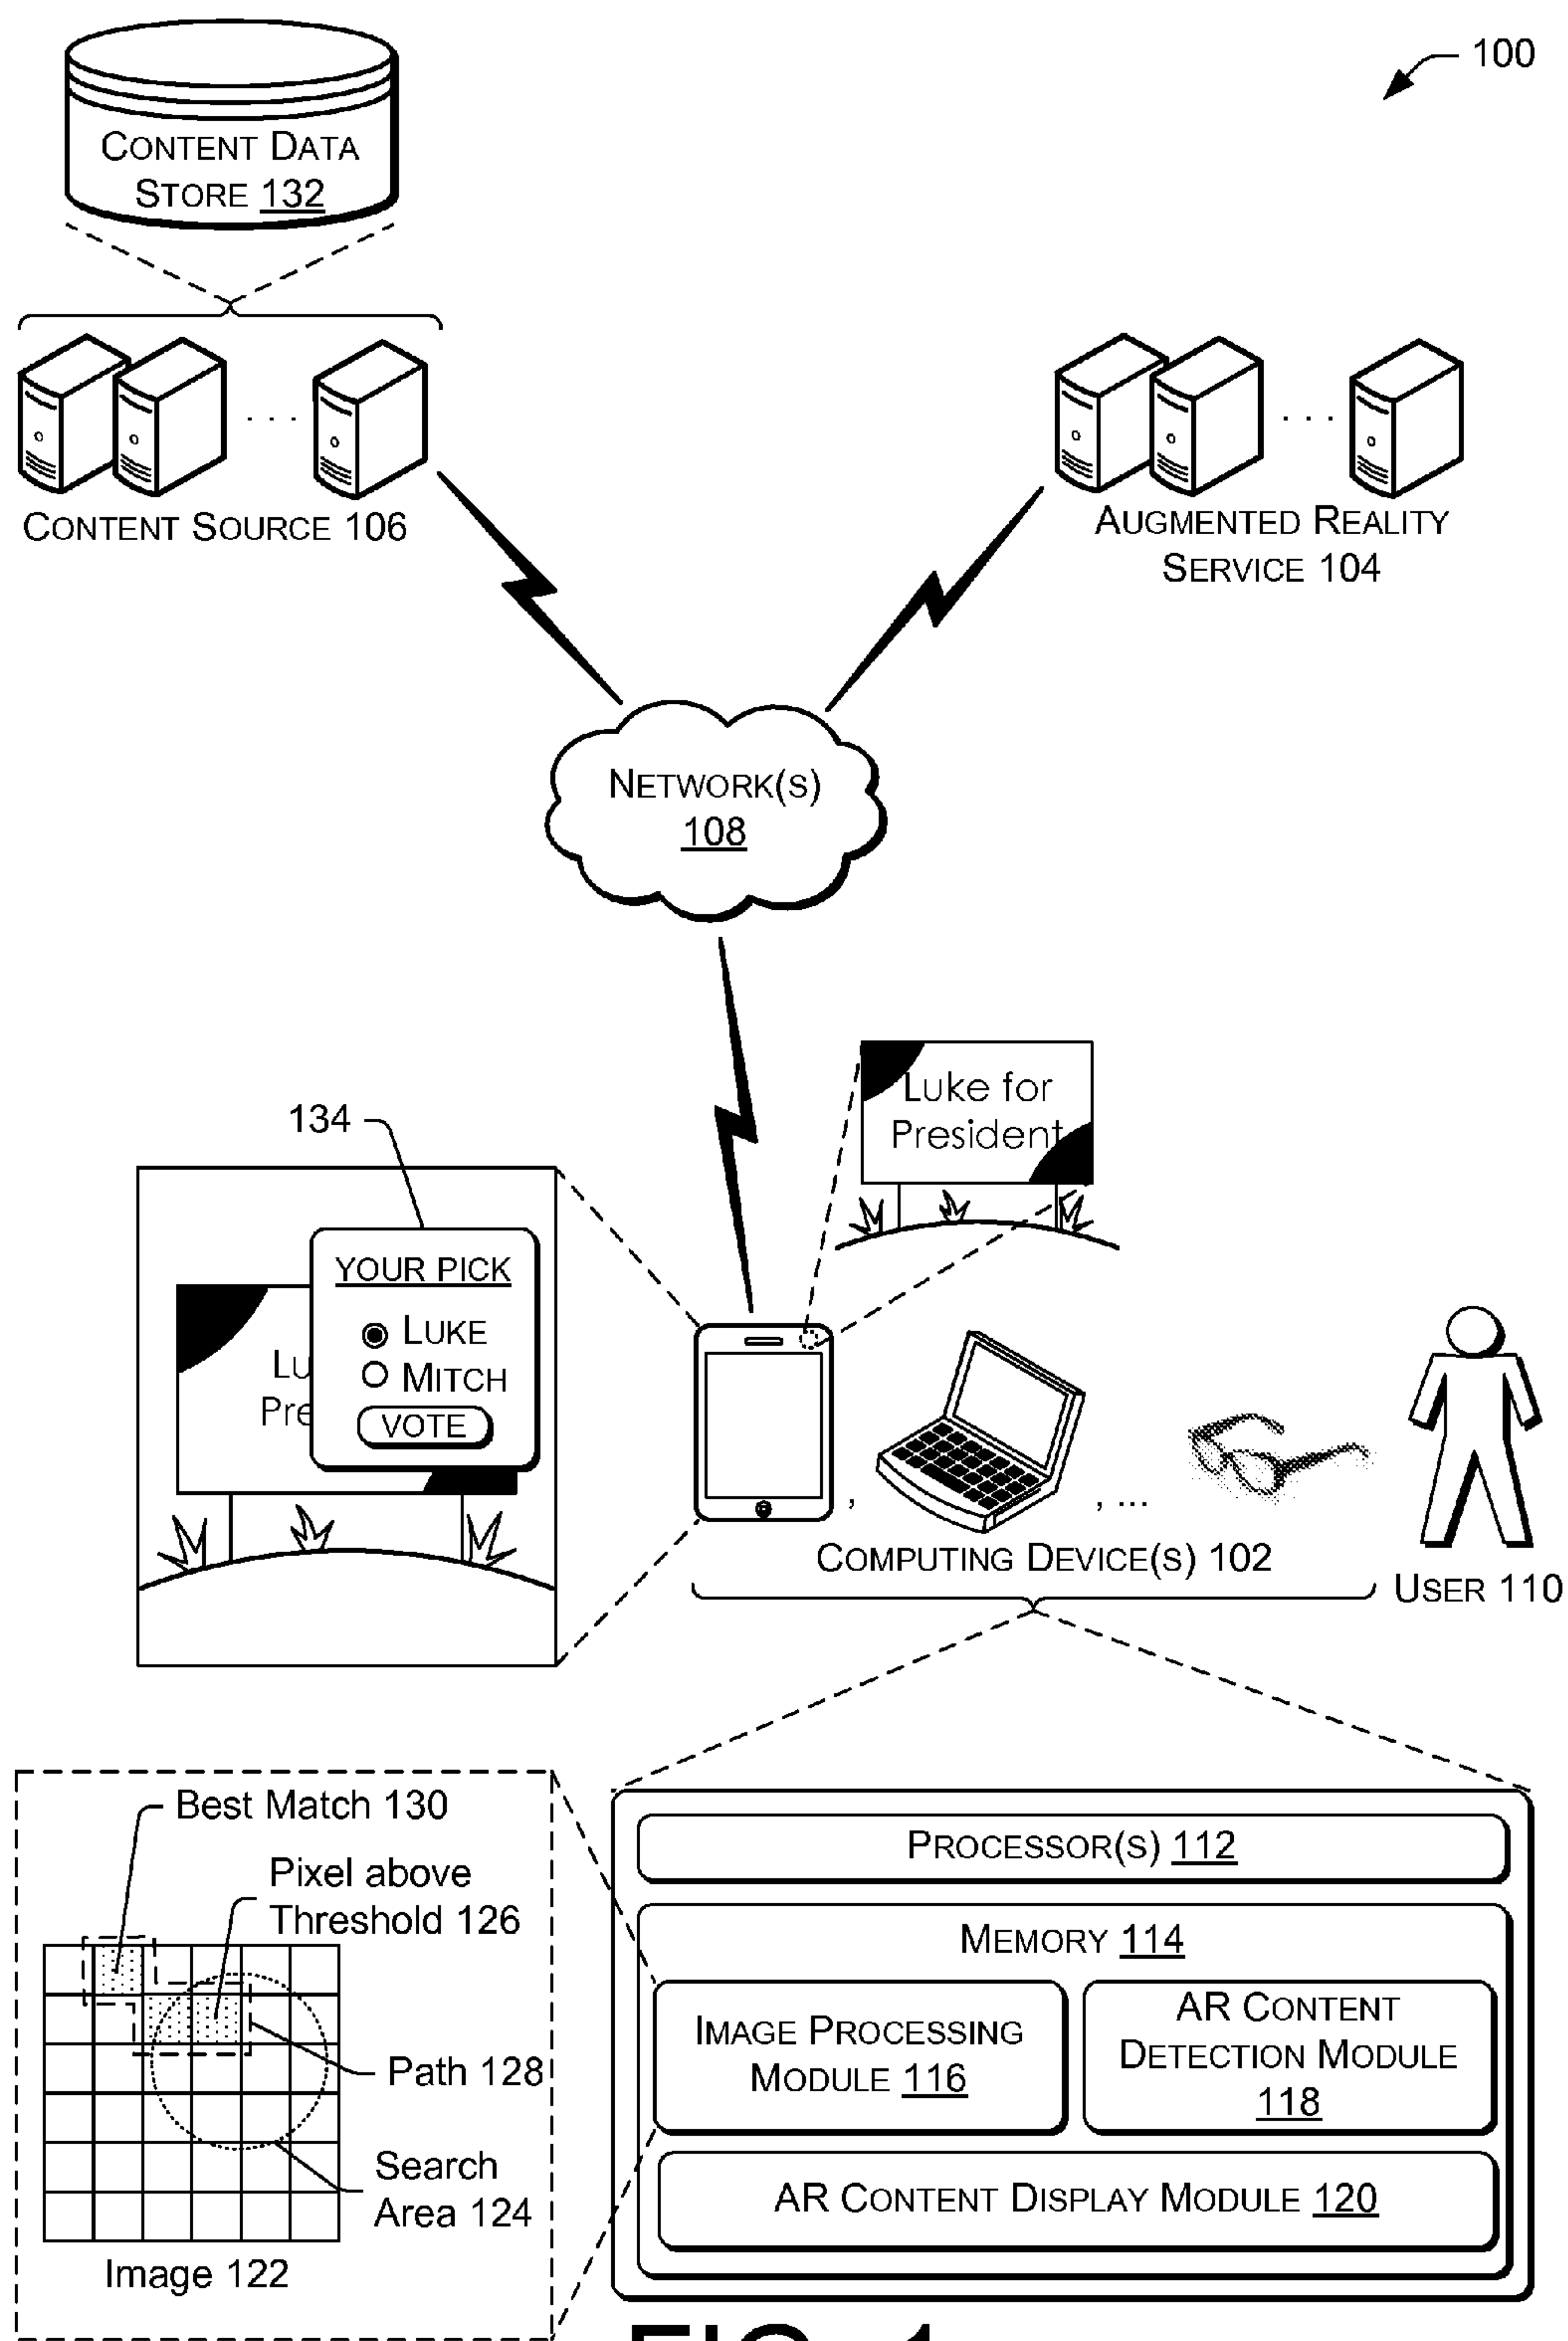 100
CONTENT DATA
STORE 132
CONTENT SOURCE 106
AUGMENTED REALITY
SERVICE 104
NETWORK(S)
108
Luke for
President
134
YOUR PICK
LUKE
MITCH
VOTE
Lu
Pre
, 
, ...
COMPUTING DEVICE(S) 102
USER 110
Best Match 130
Pixel above
Threshold 126
Path 128
Search
Area 124
Image 122
PROCESSOR(S) 112
MEMORY 114
IMAGE PROCESSING
MODULE 116
AR CONTENT
DETECTION MODULE
118
AR CONTENT DISPLAY MODULE 120